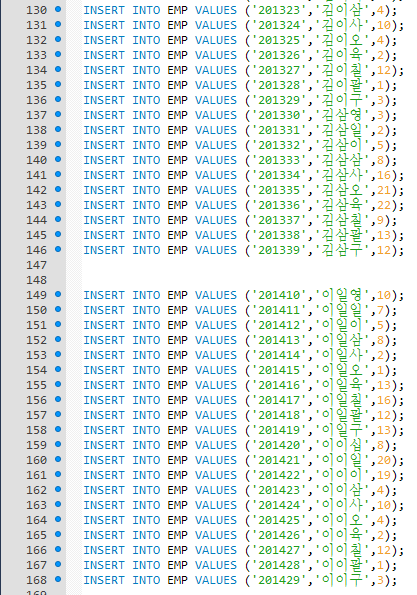 130 INSERT INTO EMP VALUES ('201323','김이삼',4);
131 INSERT INTO EMP VALUES ('201324','김이사',10);
132 INSERT INTO EMP VALUES ('201325','김이오',4);
133 INSERT INTO EMP VALUES ('201326','김이육',2);
134 INSERT INTO EMP VALUES ('201327','김이칠',12);
135 INSERT INTO EMP VALUES ('201328','김이팔',1);
136 INSERT INTO EMP VALUES ('201329','김이구',3);
137 INSERT INTO EMP VALUES ('201330','김삼영',3);
138 INSERT INTO EMP VALUES ('201331','김삼일',2);
139 INSERT INTO EMP VALUES ('201332','김삼이',5);
140 INSERT INTO EMP VALUES ('201333','김삼삼',8);
141 INSERT INTO EMP VALUES ('201334','김삼사',16);
142 INSERT INTO EMP VALUES ('201335','김삼오',21);
143 INSERT INTO EMP VALUES ('201336','김삼육',22);
144 INSERT INTO EMP VALUES ('201337','김삼칠',9);
145 INSERT INTO EMP VALUES ('201338','김삼팔',13);
146 INSERT INTO EMP VALUES ('201339','김삼구',12);
147
148
149 INSERT INTO EMP VALUES ('201410','이일영',10);
150 INSERT INTO EMP VALUES ('201411','이일일',7);
151 INSERT INTO EMP VALUES ('201412','이일이',5);
152 INSERT INTO EMP VALUES ('201413','이일삼',8);
153 INSERT INTO EMP VALUES ('201414','이일사',2);
154 INSERT INTO EMP VALUES ('201415','이일오',1);
155 INSERT INTO EMP VALUES ('201416','이일육',13);
156 INSERT INTO EMP VALUES ('201417','이일칠',16);
157 INSERT INTO EMP VALUES ('201418','이일팔',12);
158 INSERT INTO EMP VALUES ('201419','이일구',13);
159 INSERT INTO EMP VALUES ('201420','이이십',8);
160 INSERT INTO EMP VALUES ('201421','이이일',20);
161 INSERT INTO EMP VALUES ('201422','이이이',19);
162 INSERT INTO EMP VALUES ('201423','이이삼',4);
163 INSERT INTO EMP VALUES ('201424','이이사',10);
164 INSERT INTO EMP VALUES ('201425','이이오',4);
165 INSERT INTO EMP VALUES ('201426','이이육',2);
166 INSERT INTO EMP VALUES ('201427','이이칠',12);
167 INSERT INTO EMP VALUES ('201428','이이팔',1);
168 INSERT INTO EMP VALUES ('201429','이이구',3);